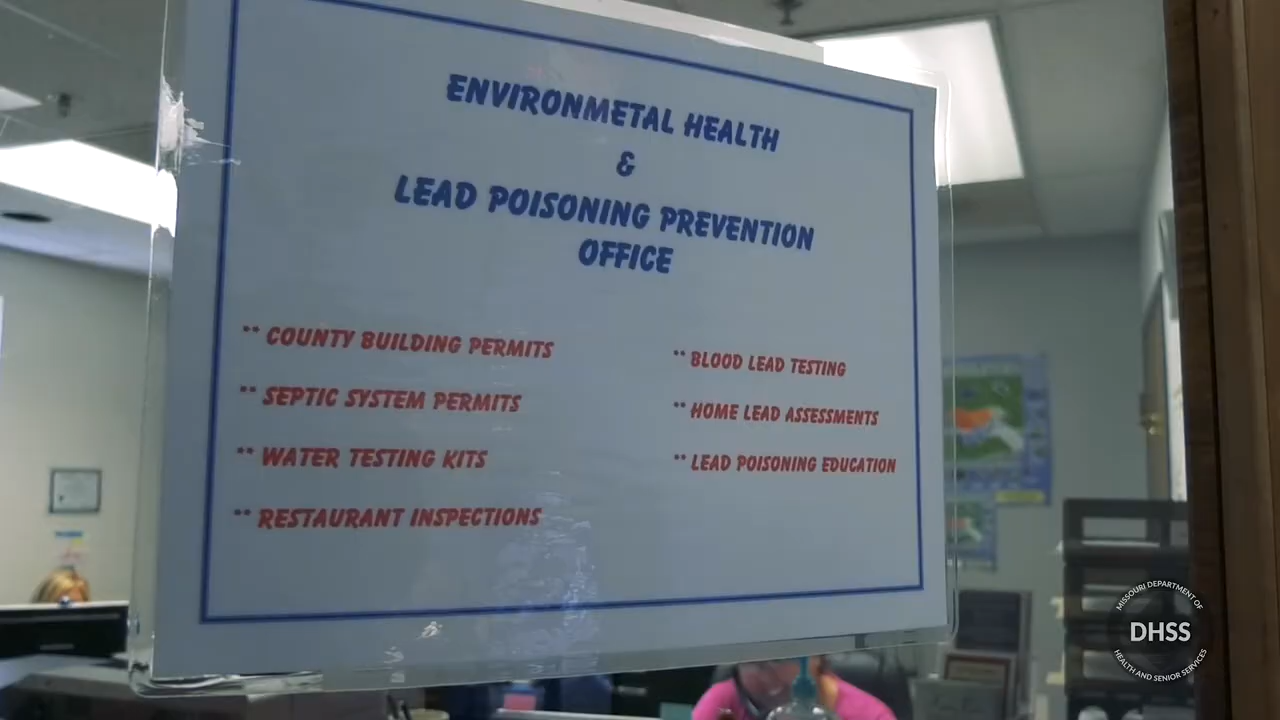 ENVIRONMETAL HEALTH
&
LEAD POISONING PREVENTION
OFFICE
** COUNTY BUILDING PERMITS
** SEPTIC SYSTEM PERMITS
** WATER TESTING KITS
** RESTAURANT INSPECTIONS
** BLOOD LEAD TESTING
** HOME LEAD ASSESSMENTS
** LEAD POISONING EDUCATION
MISSOURI DEPARTMENT OF
DHSS
HEALTH AND SENIOR SERVICES